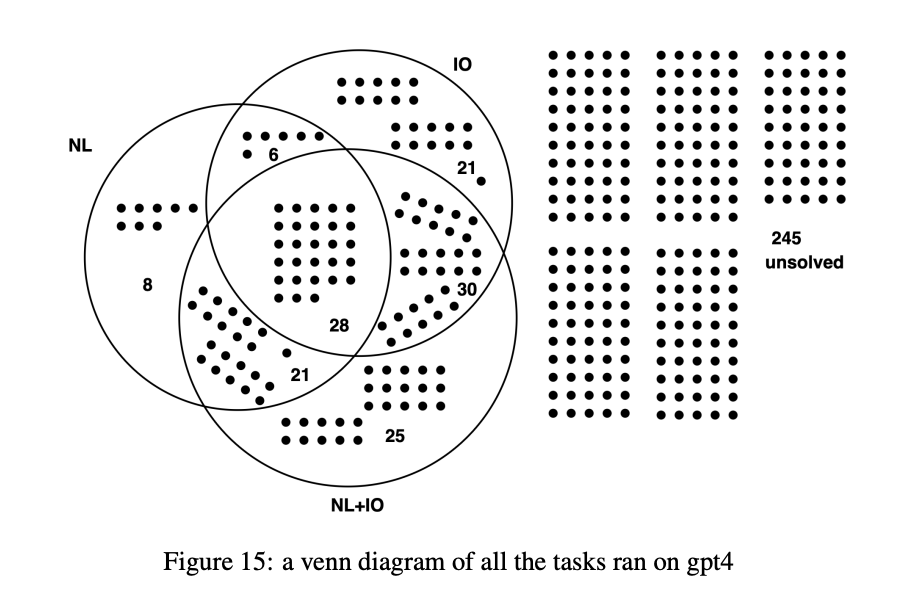 IO
NL
6
21
8
30
28
21
25
NL+IO
245
unsolved
Figure 15: a venn diagram of all the tasks ran on gpt4